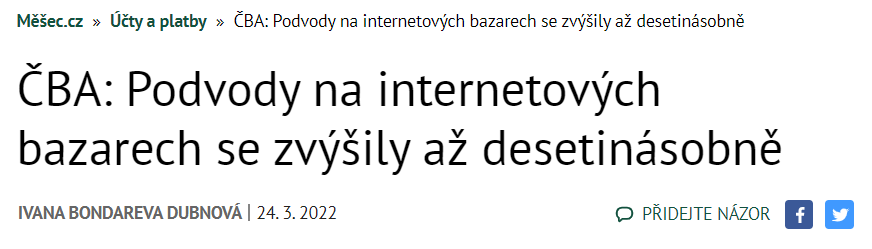 Měšec.cz » Účty a platby » ČBA: Podvody na internetových bazarech se zvýšily až desetinásobně
ČBA: Podvody na internetových
bazarech se zvýšily až desetinásobně
IVANA BONDAREVA DUBNOVÁ | 24. 3. 2022 PŘIDEJTE NÁZOR